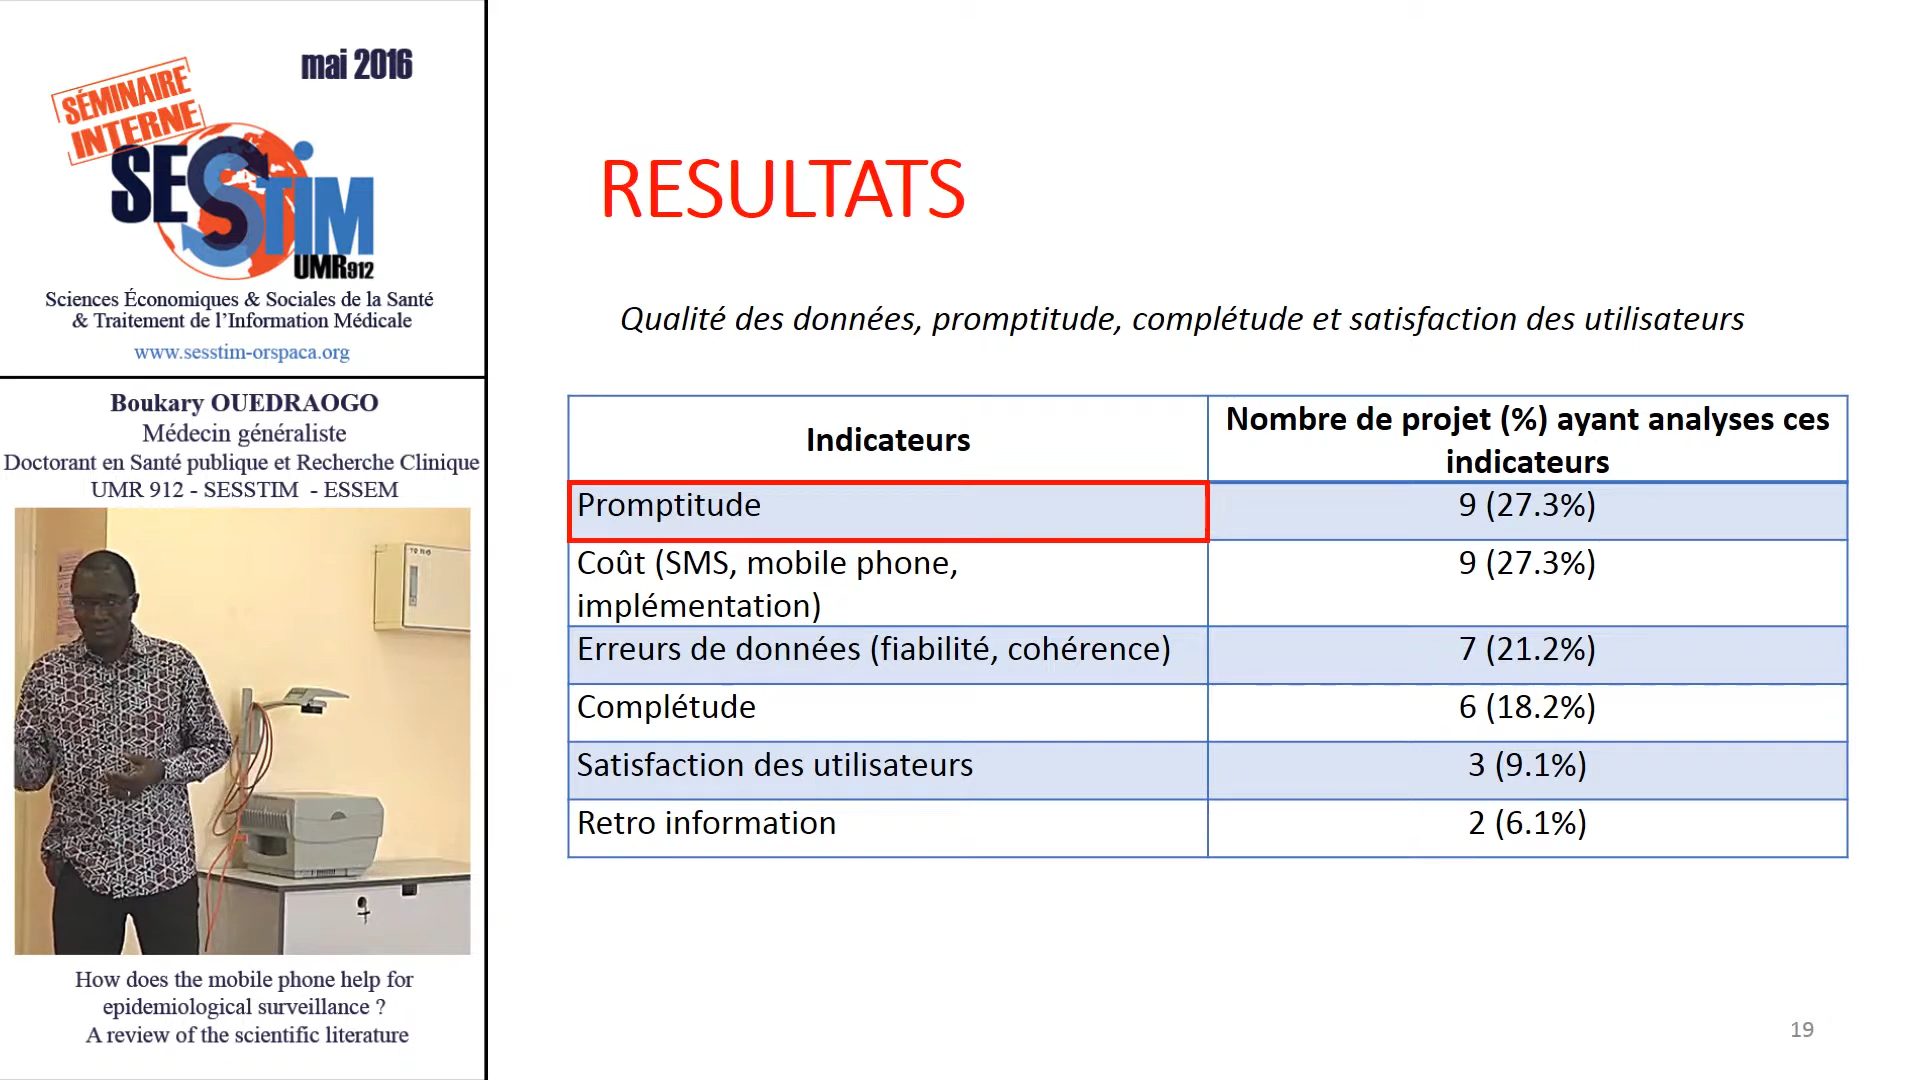 mai 2016
SÉMINAIRE
INTERNE
SESSTIM
UMR912
Sciences Économiques & Sociales de la Santé
& Traitement de l'Information Médicale
www.sesstim-orspaca.org
Boukary OUEDRAOGO
Médecin généraliste
Doctorant en Santé publique et Recherche Clinique
UMR 912 - SESSTIM - ESSEM
How does the mobile phone help for
epidemiological surveillance ?
A review of the scientific literature
RESULTATS
Qualité des données, promptitude, complétude et satisfaction des utilisateurs
Indicateurs
Nombre de projet (%) ayant analyses ces
indicateurs
Promptitude
9 (27.3%)
Coût (SMS, mobile phone,
implémentation)
9 (27.3%)
Erreurs de données (fiabilité, cohérence)
7 (21.2%)
Complétude
6 (18.2%)
Satisfaction des utilisateurs
3 (9.1%)
Retro information
2 (6.1%)
19